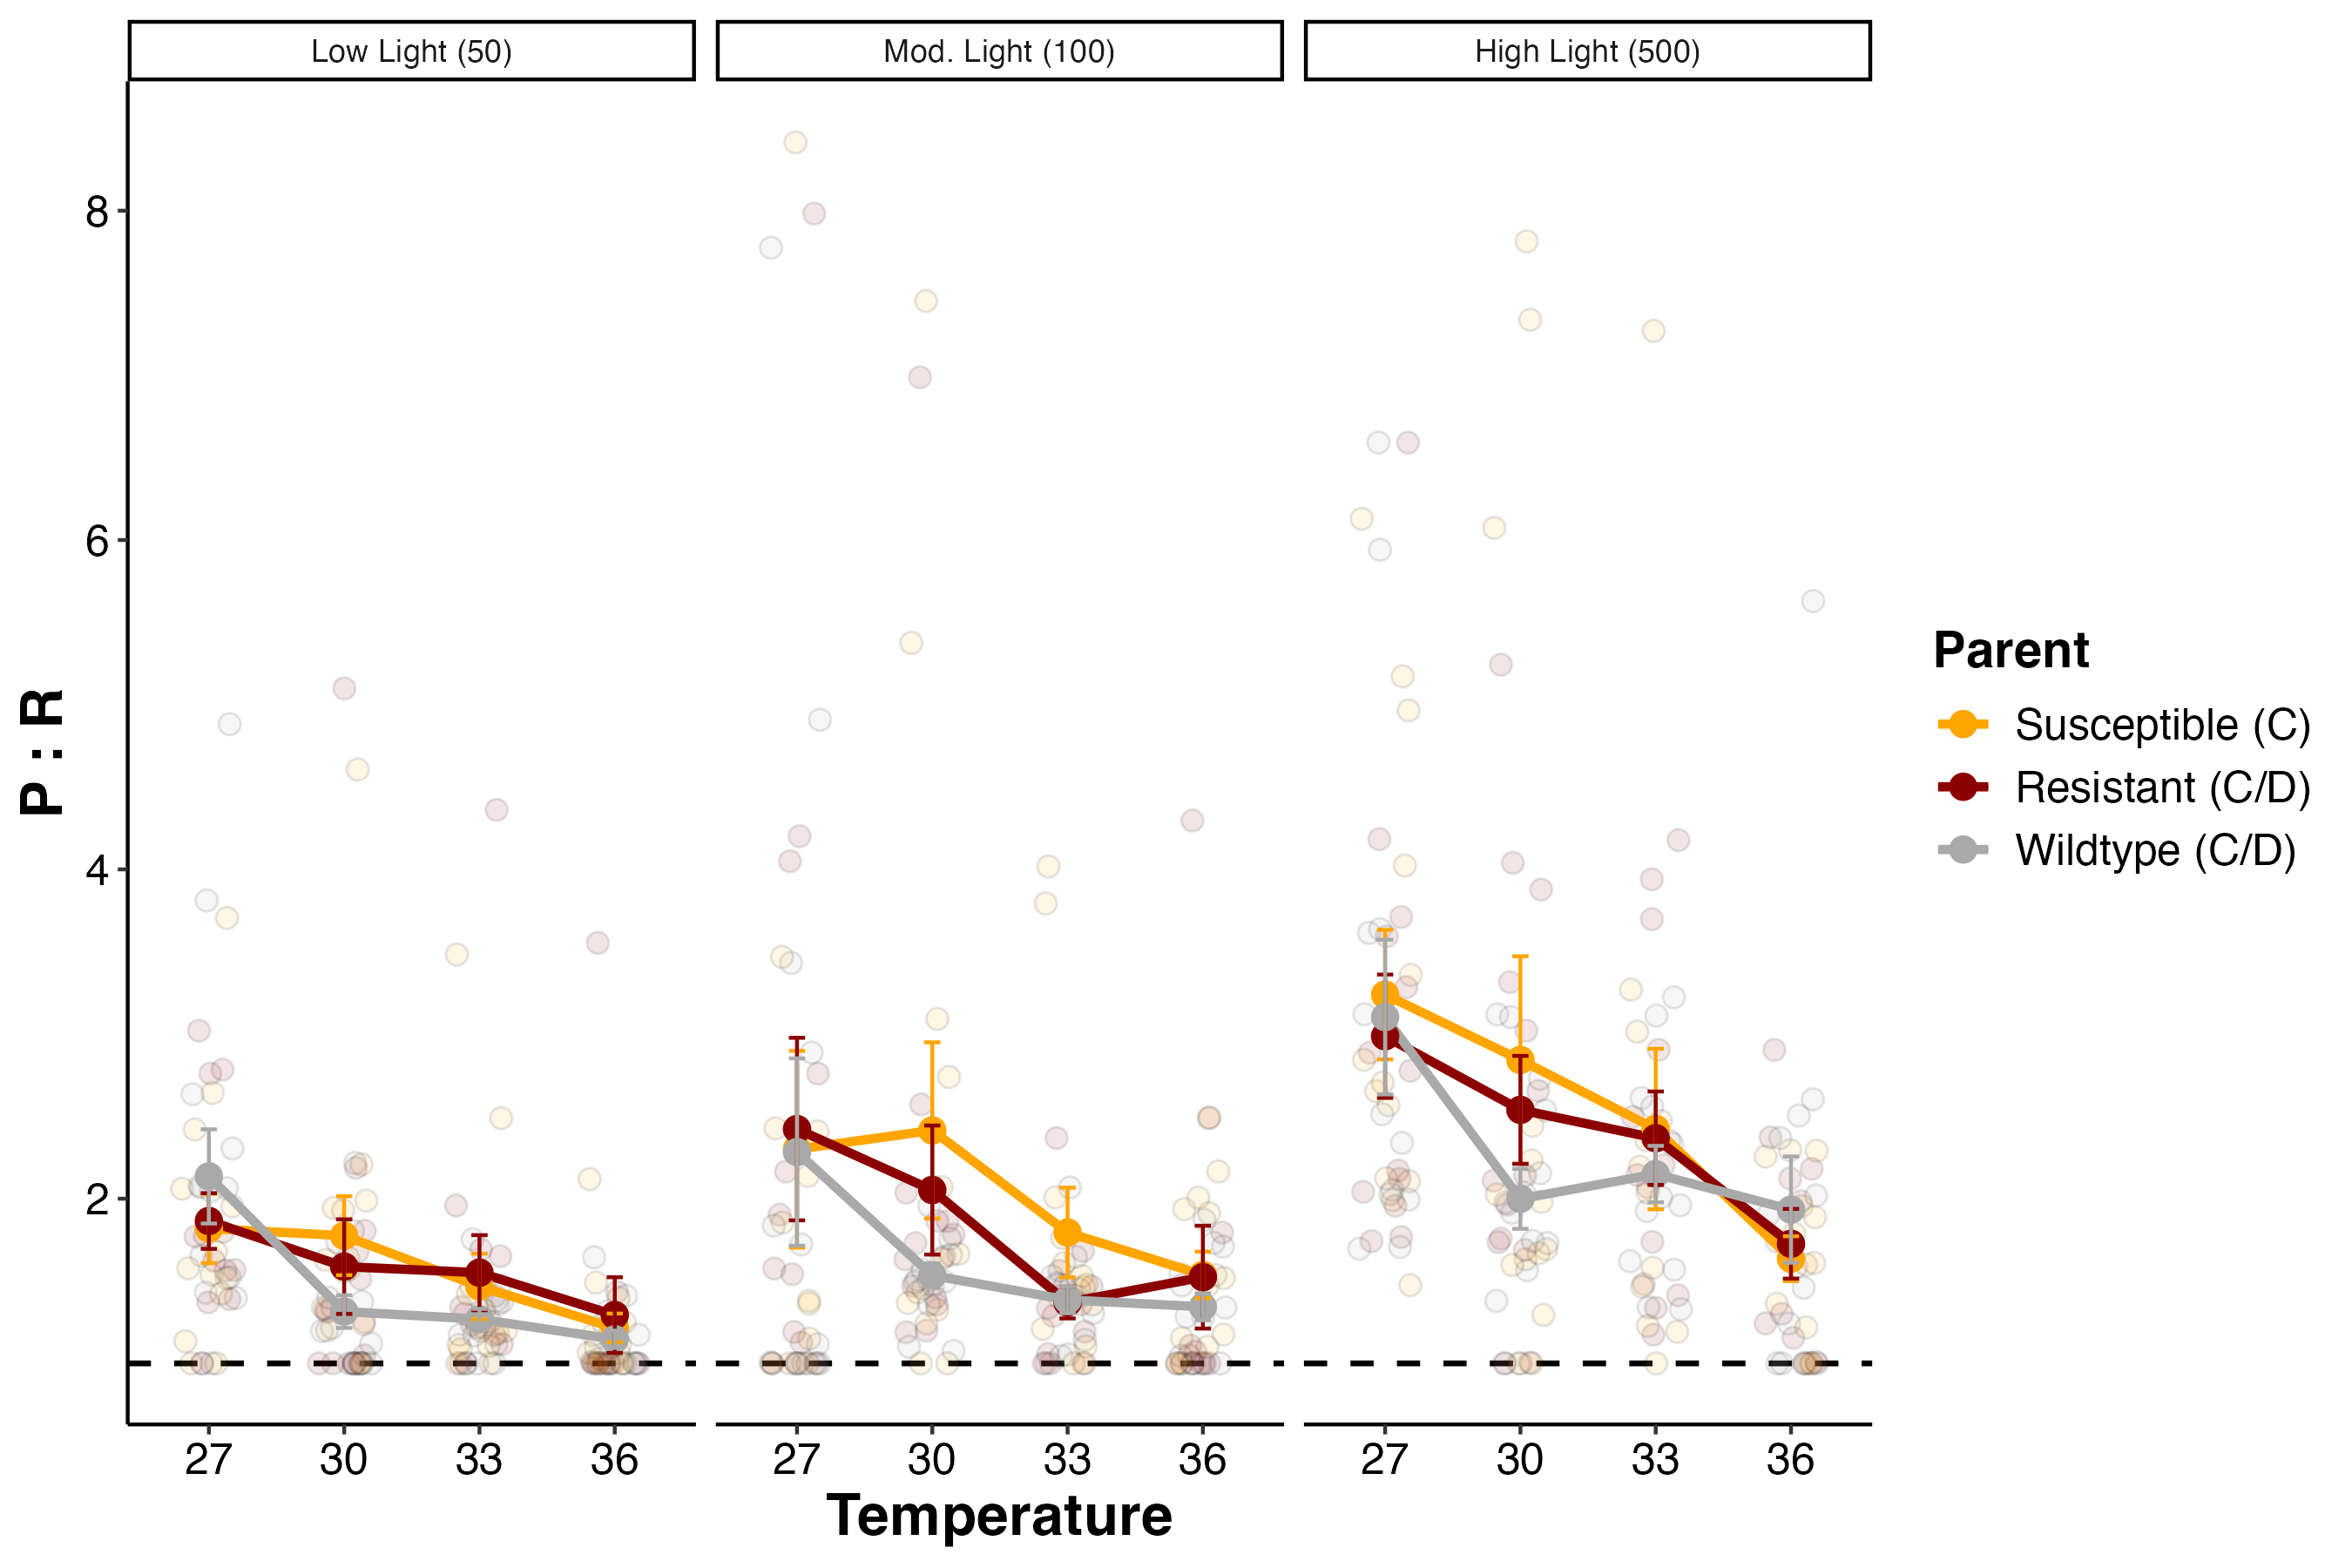 Low Light (50)
Mod. Light (100)
High Light (500)
P : R
8
6
4
2
27 30 33 36
27 30 33 36
27 30 33 36
Temperature
Parent
Susceptible (C)
Resistant (C/D)
Wildtype (C/D)